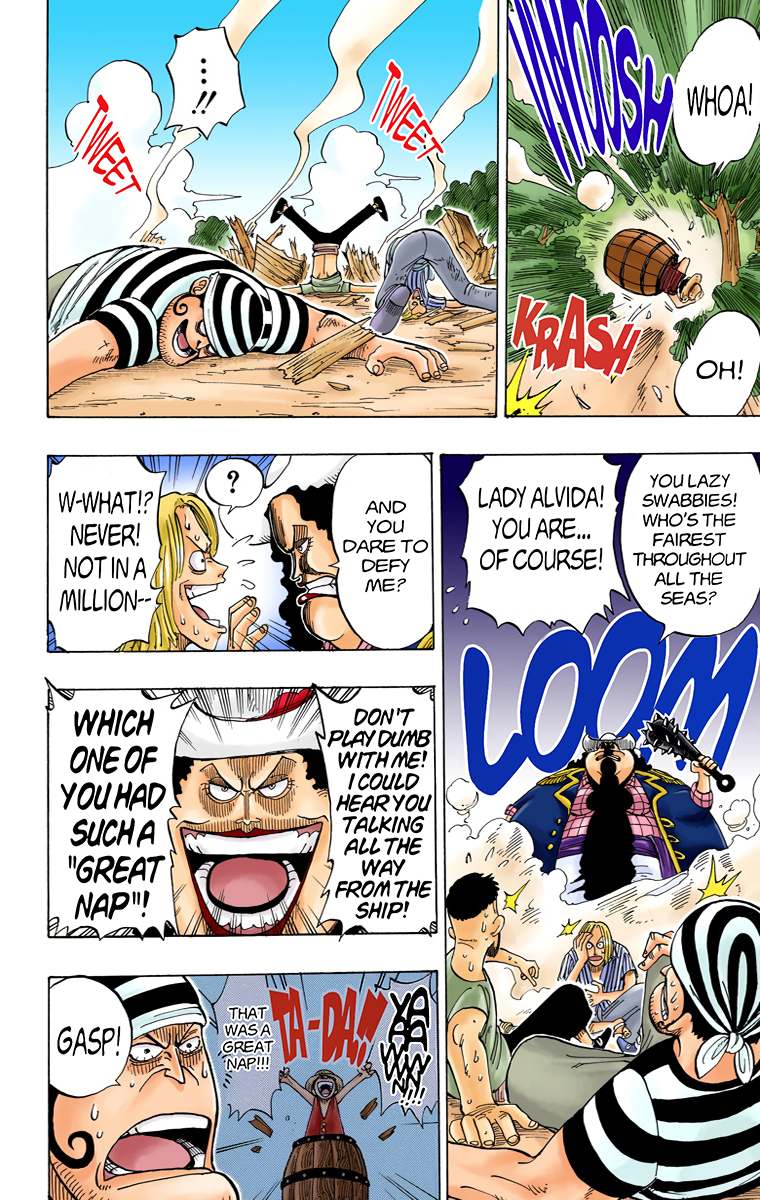 WHOA!
WOOSH
KRASH
OH!
...!!
TWEET
TWEET
YOU LAZY
SWABBIES!
WHO'S THE
FAIREST
THROUGHOUT
ALL THE
SEAS?
LADY ALVIDA!
YOU ARE...
OF COURSE!
LOOM
AND
YOU
DARE TO
DEFY
ME?
?
W-WHAT!?
NEVER!
NOT IN A
MILLION--
DON'T
PLAY DUMB
WITH ME!
I COULD
HEAR YOU
TALKING
ALL THE
WAY
FROM THE
SHIP!
WHICH
ONE OF
YOU HAD
SUCH A
"GREAT
NAP"!
TA-DA!!
THAT
WAS A
GREAT
NAP!!!
GASP!